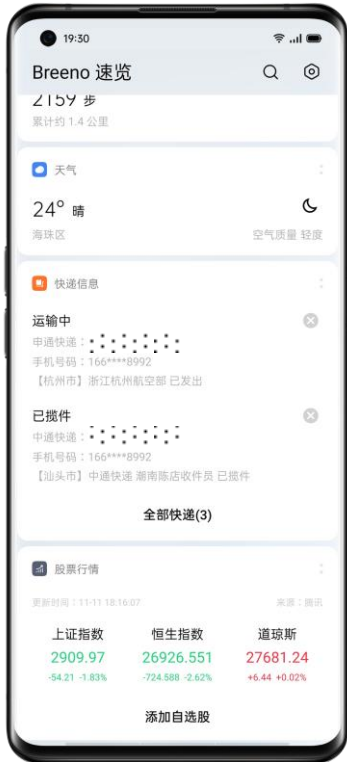 19:30
Breeno 速览
2159 步
累计约 1.4 公里
天气
24° 晴
海珠区 空气质量 轻度
快递信息
运输中
申通快递：
手机号码：166****8992
【杭州市】浙江杭州航空部 已发出
已揽件
中通快递：
手机号码：166****8992
【汕头市】中通快递 潮南陈店收件员 已揽件
全部快递(3)
股票行情
更新时间：11-11 18:16:07 来源：腾讯
上证指数 恒生指数 道琼斯
2909.97 26926.551 27681.24
-54.21 -1.83% -724.588 -2.62% +6.44 +0.02%
添加自选股